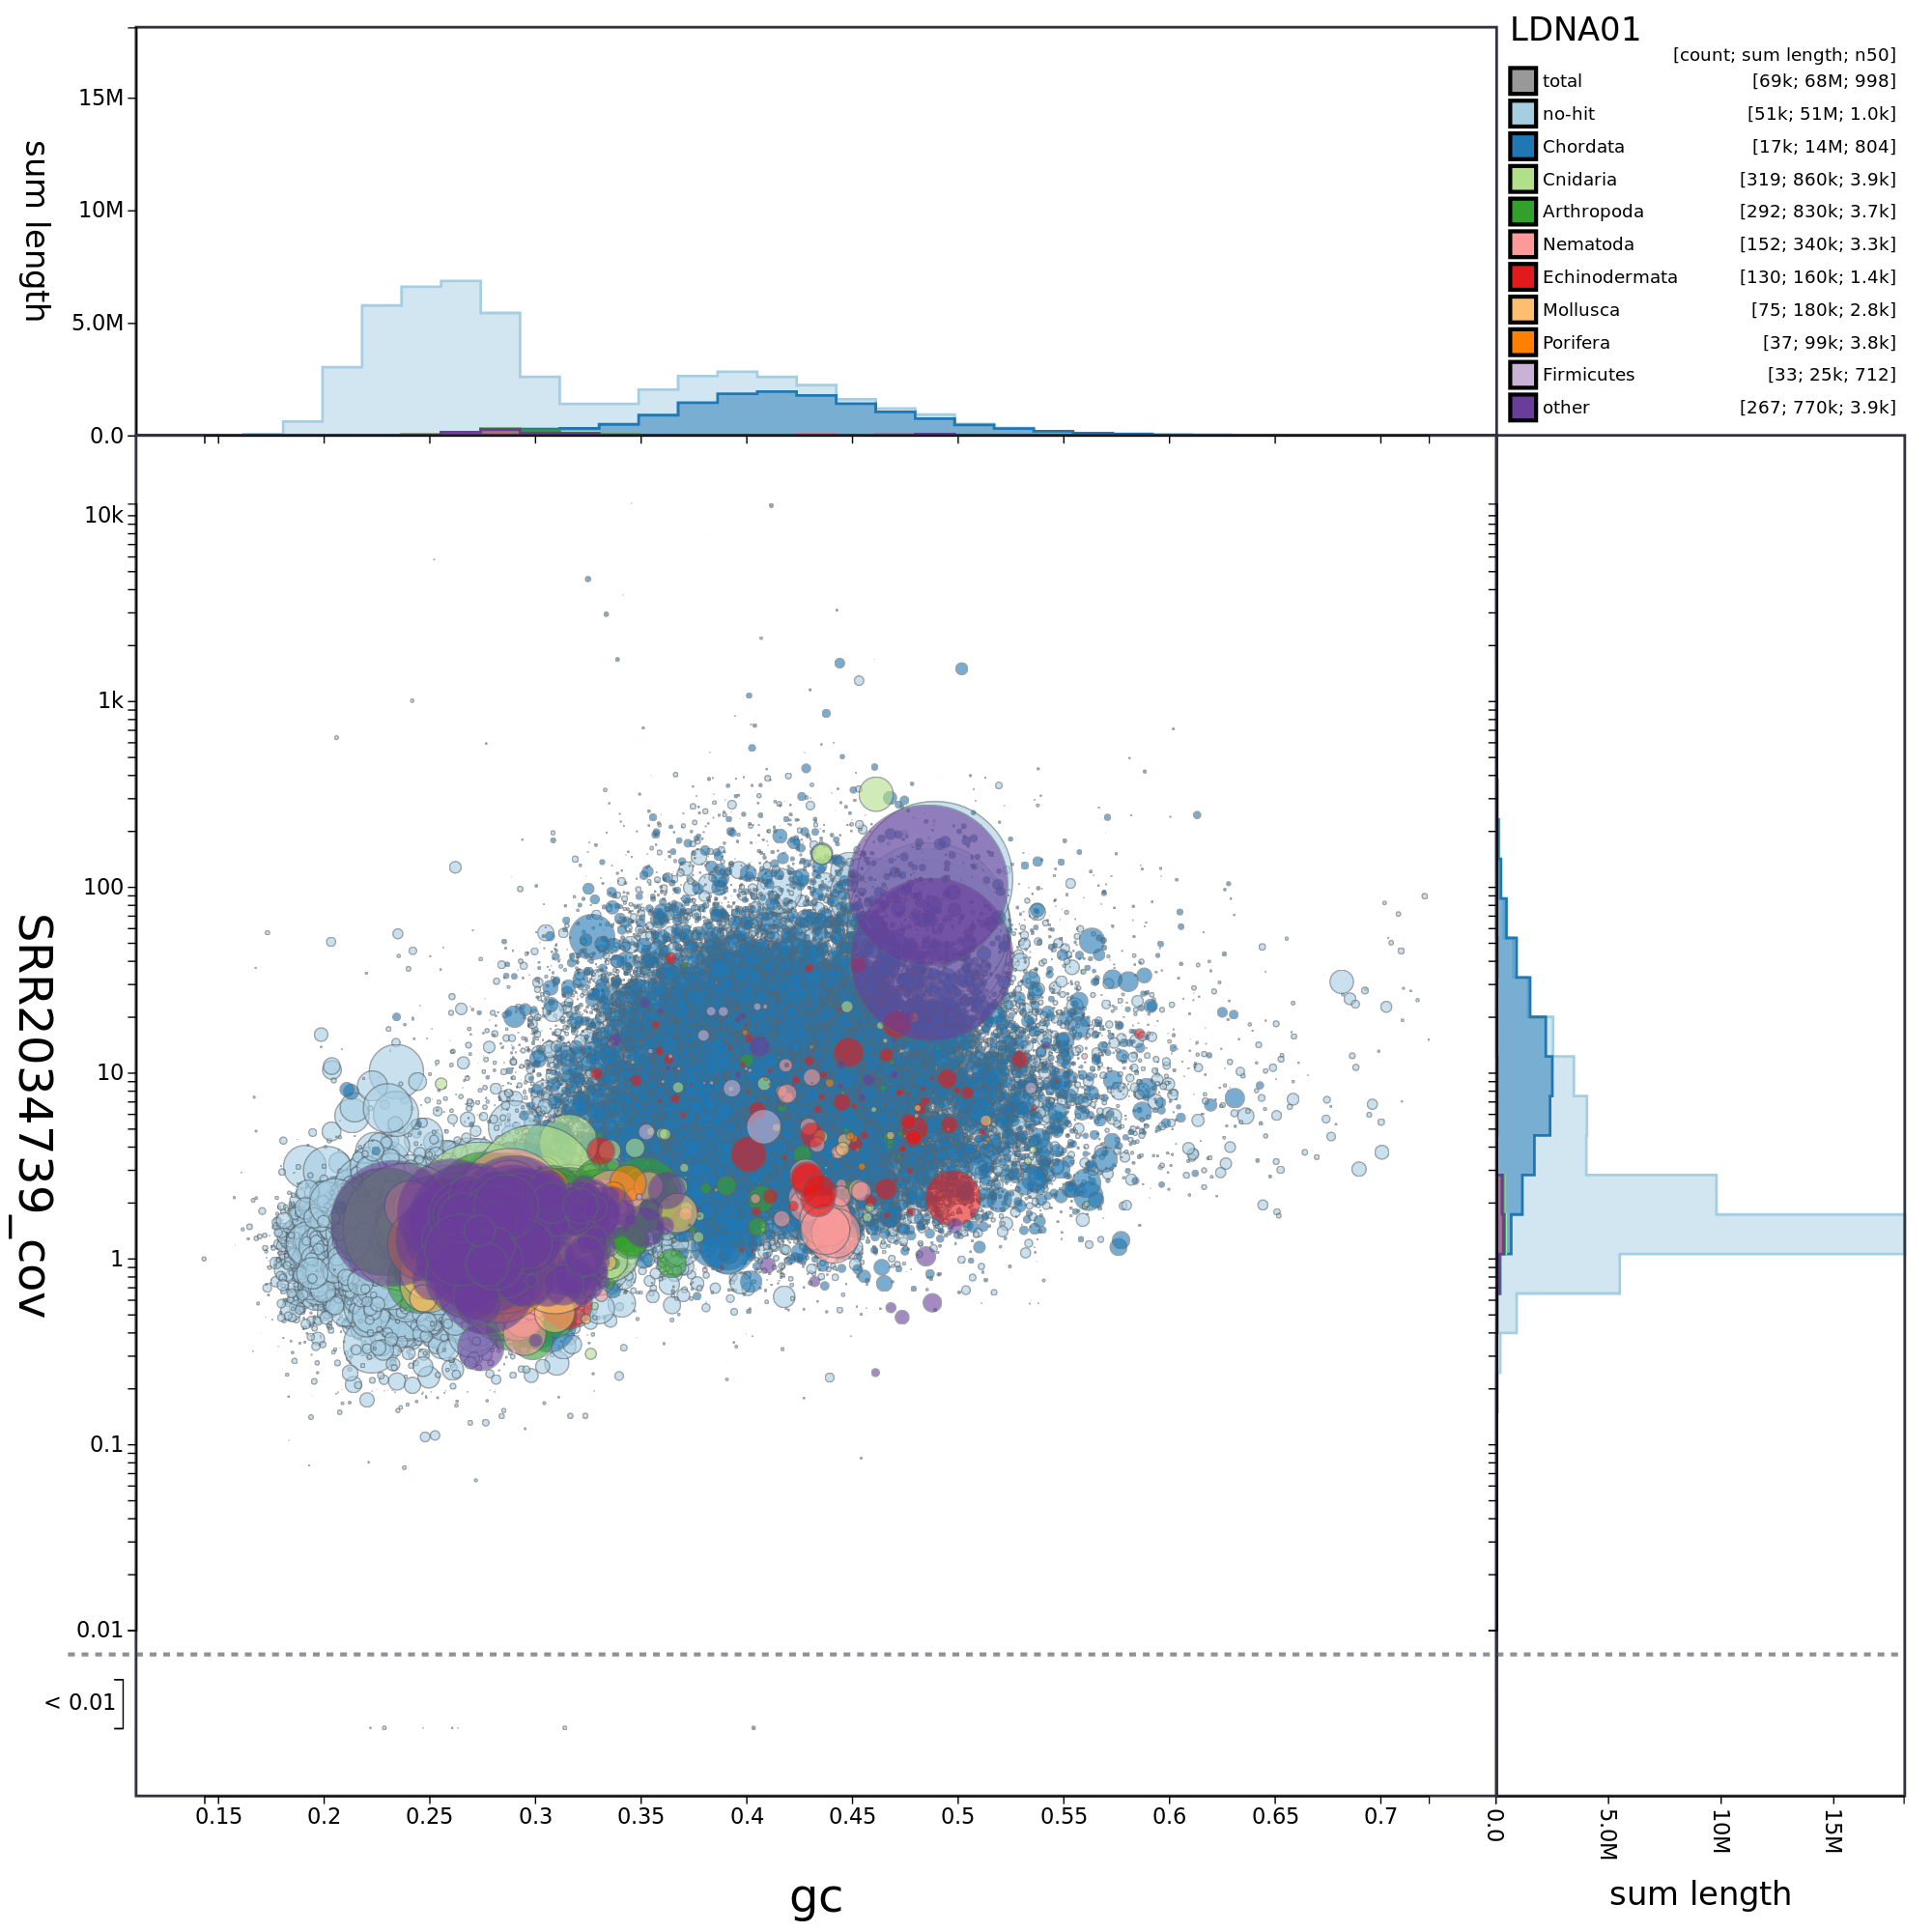 LDNA01
[count; sum length; n50]
total [69k; 68M; 998]
no-hit [51k; 51M; 1.0k]
Chordata [17k; 14M; 804]
Cnidaria [319; 860k; 3.9k]
Arthropoda [292; 830k; 3.7k]
Nematoda [152; 340k; 3.3k]
Echinodermata [130; 160k; 1.4k]
Mollusca [75; 180k; 2.8k]
Porifera [37; 99k; 3.8k]
Firmicutes [33; 25k; 712]
other [267; 770k; 3.9k]
sum length
15M
10M
5.0M
0.0
SRR2034739_cov
10k
1k
100
10
1
0.1
0.01
< 0.01
0.15 0.2 0.25 0.3 0.35 0.4 0.45 0.5 0.55 0.6 0.65 0.7
gc
0.0 5.0M 10M 15M
sum length